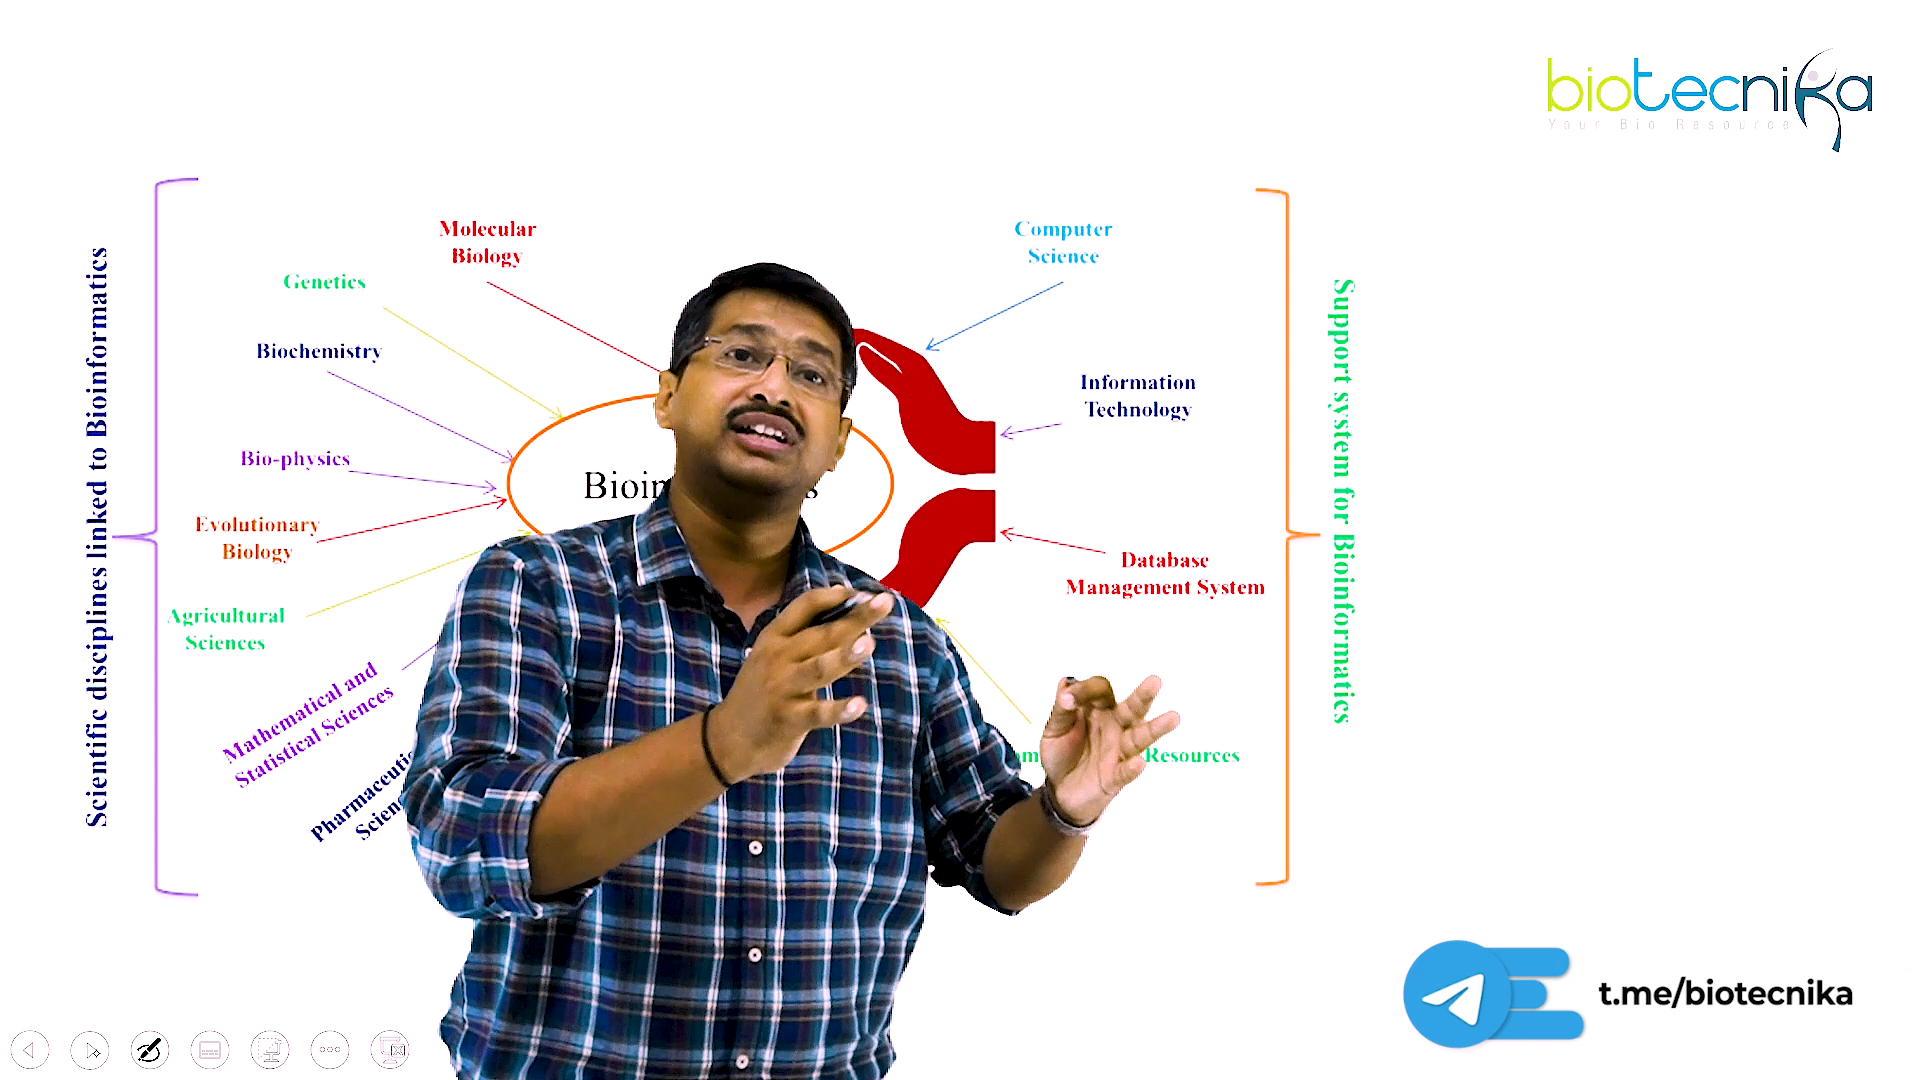 biotecnika
Your Bio Resource
Scientific disciplines linked to Bioinformatics
Molecular
Biology
Genetics
Biochemistry
Bio-physics
Evolutionary
Biology
Agricultural
Sciences
Mathematical and
Statistical Sciences
Computer
Science
Information
Technology
Database
Management System
Resources
Support system for Bioinformatics
t.me/biotecnika